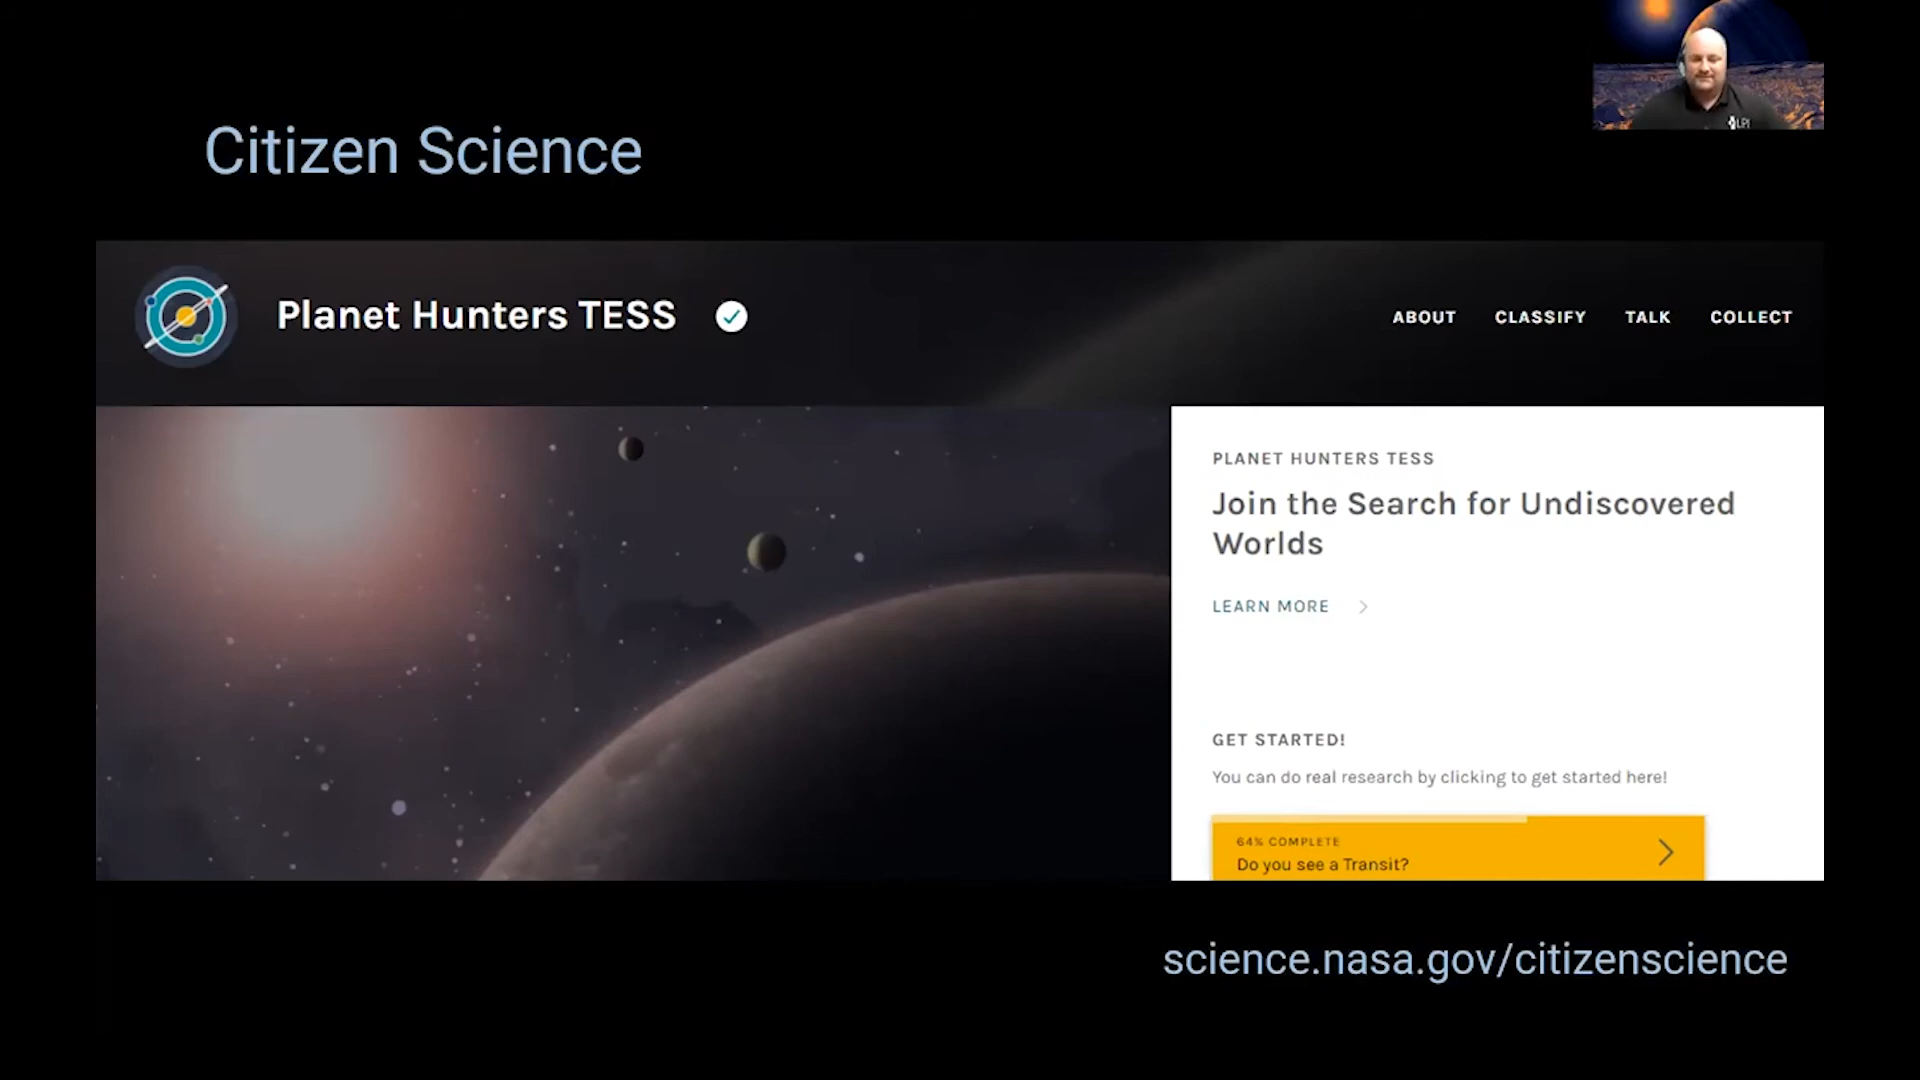 Citizen Science
LPI
Planet Hunters TESS
ABOUT CLASSIFY TALK COLLECT
PLANET HUNTERS TESS
Join the Search for Undiscovered
Worlds
LEARN MORE
GET STARTED!
You can do real research by clicking to get started here!
64% COMPLETE
Do you see a Transit?
science.nasa.gov/citizenscience